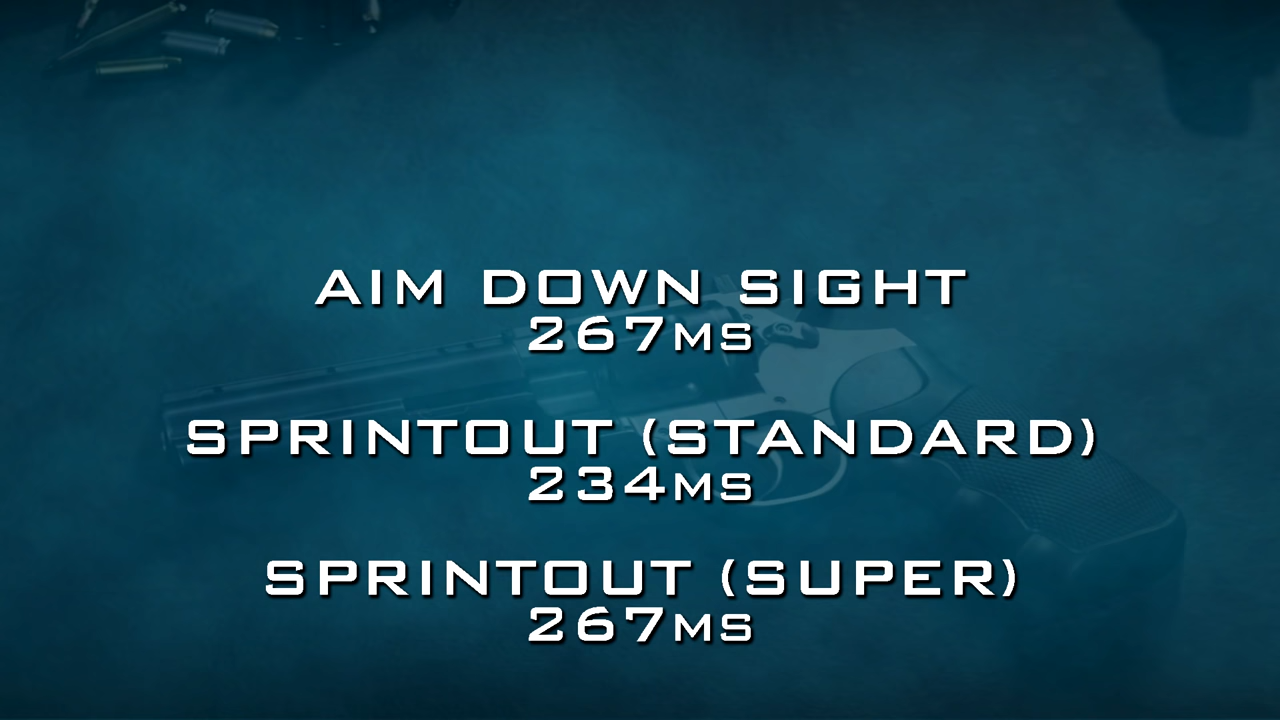 AIM DOWN SIGHT
267MS
SPRINTOUT (STANDARD)
234MS
SPRINTOUT (SUPER)
267MS